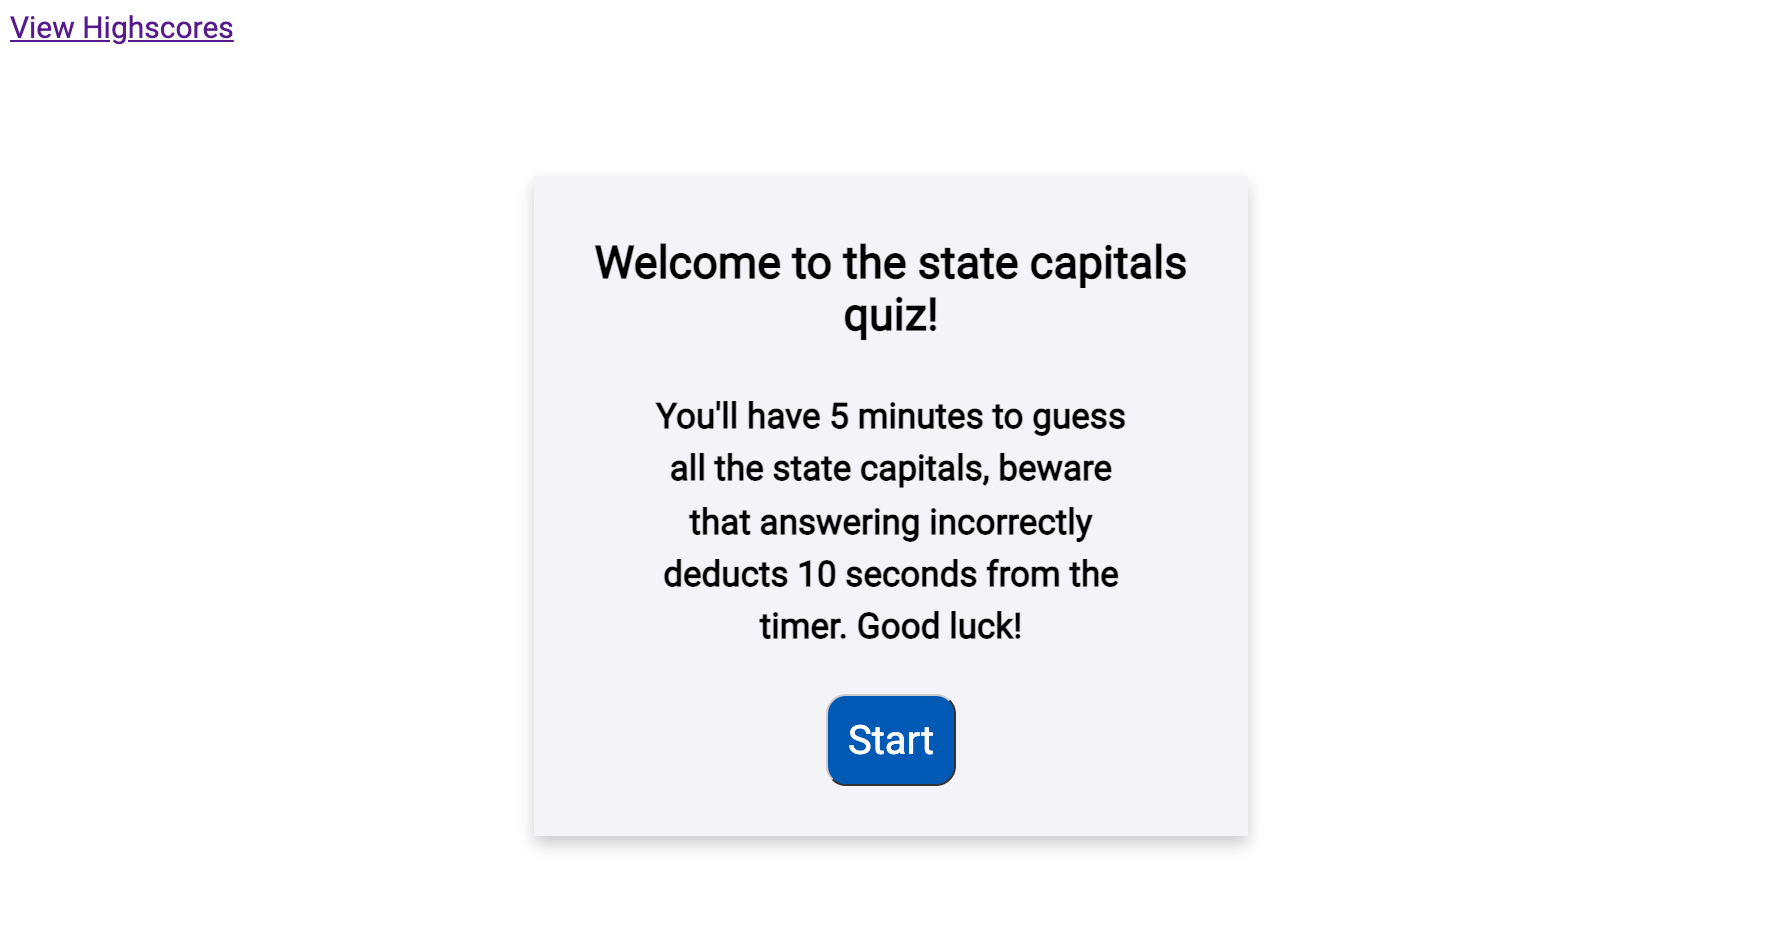 View Highscores
Welcome to the state capitals
quiz!
You'll have 5 minutes to guess
all the state capitals, beware
that answering incorrectly
deducts 10 seconds from the
timer. Good luck!
Start